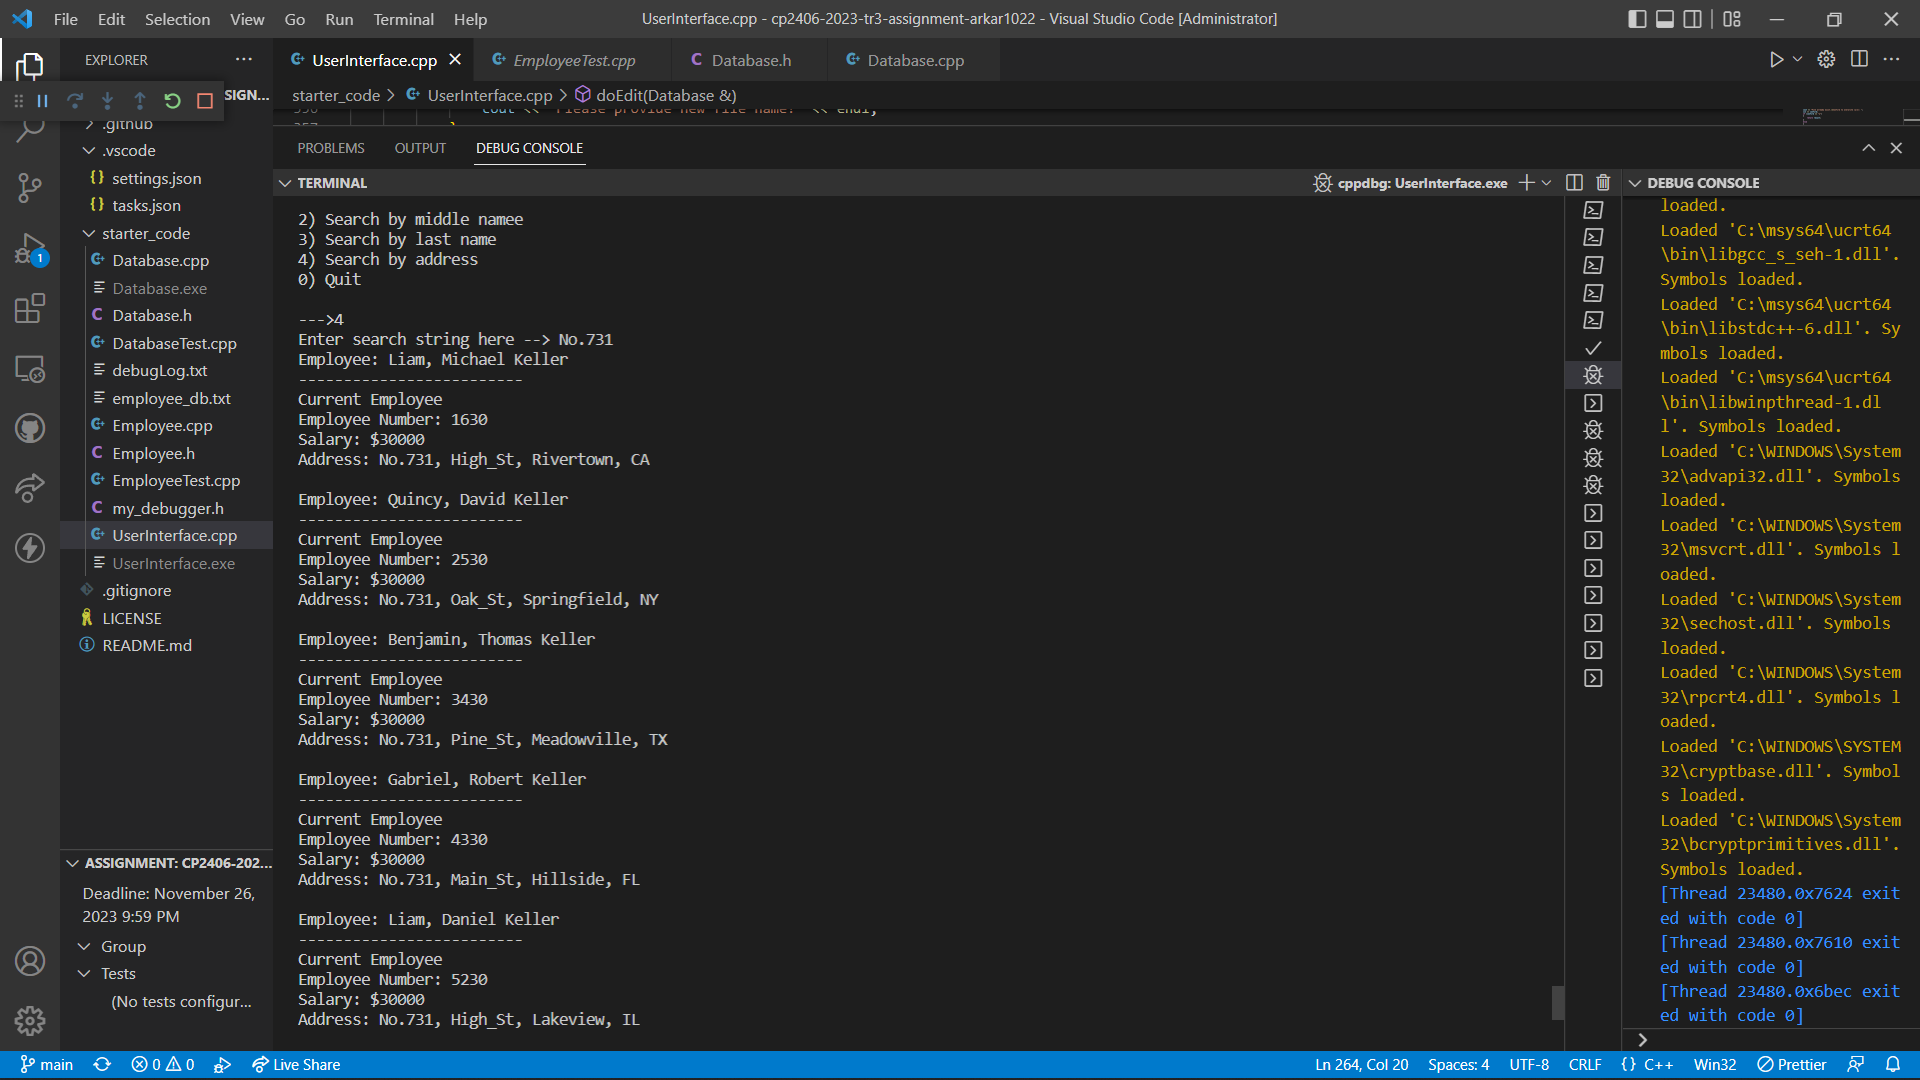 File Edit Selection View Go Run Terminal Help
UserInterface.cpp - cp2406-2023-tr3-assignment-arkar1022 - Visual Studio Code [Administrator]
EXPLORER
UserInterface.cpp
EmployeeTest.cpp
Database.h
Database.cpp
SIGN...
starter_code > UserInterface.cpp > doEdit(Database &)
.github
.vscode
settings.json
tasks.json
starter_code
Database.cpp
Database.exe
Database.h
DatabaseTest.cpp
debugLog.txt
employee_db.txt
Employee.cpp
Employee.h
EmployeeTest.cpp
my_debugger.h
UserInterface.cpp
UserInterface.exe
.gitignore
LICENSE
README.md
1
ASSIGNMENT: CP2406-202...
Deadline: November 26,
2023 9:59 PM
Group
Tests
(No tests configur...
PROBLEMS OUTPUT DEBUG CONSOLE
TERMINAL
cppdbg: UserInterface.exe
2) Search by middle namee
3) Search by last name
4) Search by address
0) Quit
--->4
Enter search string here --> No.731
Employee: Liam, Michael Keller
-------------------------
Current Employee
Employee Number: 1630
Salary: $30000
Address: No.731, High_St, Rivertown, CA
Employee: Quincy, David Keller
-------------------------
Current Employee
Employee Number: 2530
Salary: $30000
Address: No.731, Oak_St, Springfield, NY
Employee: Benjamin, Thomas Keller
-------------------------
Current Employee
Employee Number: 3430
Salary: $30000
Address: No.731, Pine_St, Meadowville, TX
Employee: Gabriel, Robert Keller
-------------------------
Current Employee
Employee Number: 4330
Salary: $30000
Address: No.731, Main_St, Hillside, FL
Employee: Liam, Daniel Keller
-------------------------
Current Employee
Employee Number: 5230
Salary: $30000
Address: No.731, High_St, Lakeview, IL
DEBUG CONSOLE
loaded.
Loaded 'C:\msys64\ucrt64
\bin\libgcc_s_seh-1.dll'.
Symbols loaded.
Loaded 'C:\msys64\ucrt64
\bin\libstdc++-6.dll'. Sy
mbols loaded.
Loaded 'C:\msys64\ucrt64
\bin\libwinpthread-1.dl
l'. Symbols loaded.
Loaded 'C:\WINDOWS\System
32\advapi32.dll'. Symbols
loaded.
Loaded 'C:\WINDOWS\System
32\msvcrt.dll'. Symbols l
oaded.
Loaded 'C:\WINDOWS\System
32\sechost.dll'. Symbols
loaded.
Loaded 'C:\WINDOWS\System
32\rpcrt4.dll'. Symbols l
oaded.
Loaded 'C:\WINDOWS\SYSTEM
32\cryptbase.dll'. Symbol
s loaded.
Loaded 'C:\WINDOWS\System
32\bcryptprimitives.dll'.
Symbols loaded.
[Thread 23480.0x7624 exit
ed with code 0]
[Thread 23480.0x7610 exit
ed with code 0]
[Thread 23480.0x6bec exit
ed with code 0]
main 0 0 Live Share
Ln 264, Col 20 Spaces: 4 UTF-8 CRLF {} C++ Win32 Prettier